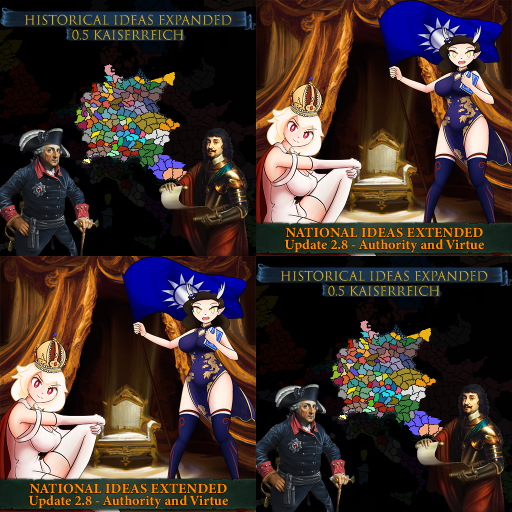 HISTORICAL IDEAS EXPANDED
0.5 KAISERREICH
NATIONAL IDEAS EXTENDED
Update 2.8 - Authority and Virtue
NATIONAL IDEAS EXTENDED
Update 2.8 - Authority and Virtue
HISTORICAL IDEAS EXPANDED
0.5 KAISERREICH